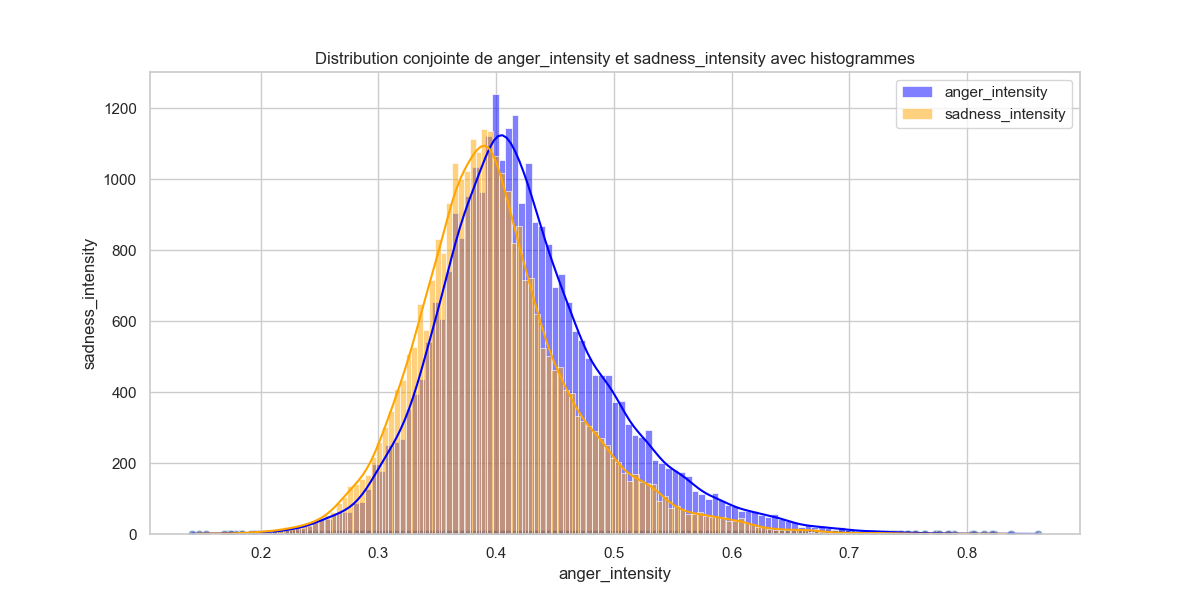 Distribution conjointe de anger_intensity et sadness_intensity avec histogrammes
anger_intensity
sadness_intensity
1200
1000
800
600
400
200
0
sadness_intensity
0.2 0.3 0.4 0.5 0.6 0.7 0.8
anger_intensity